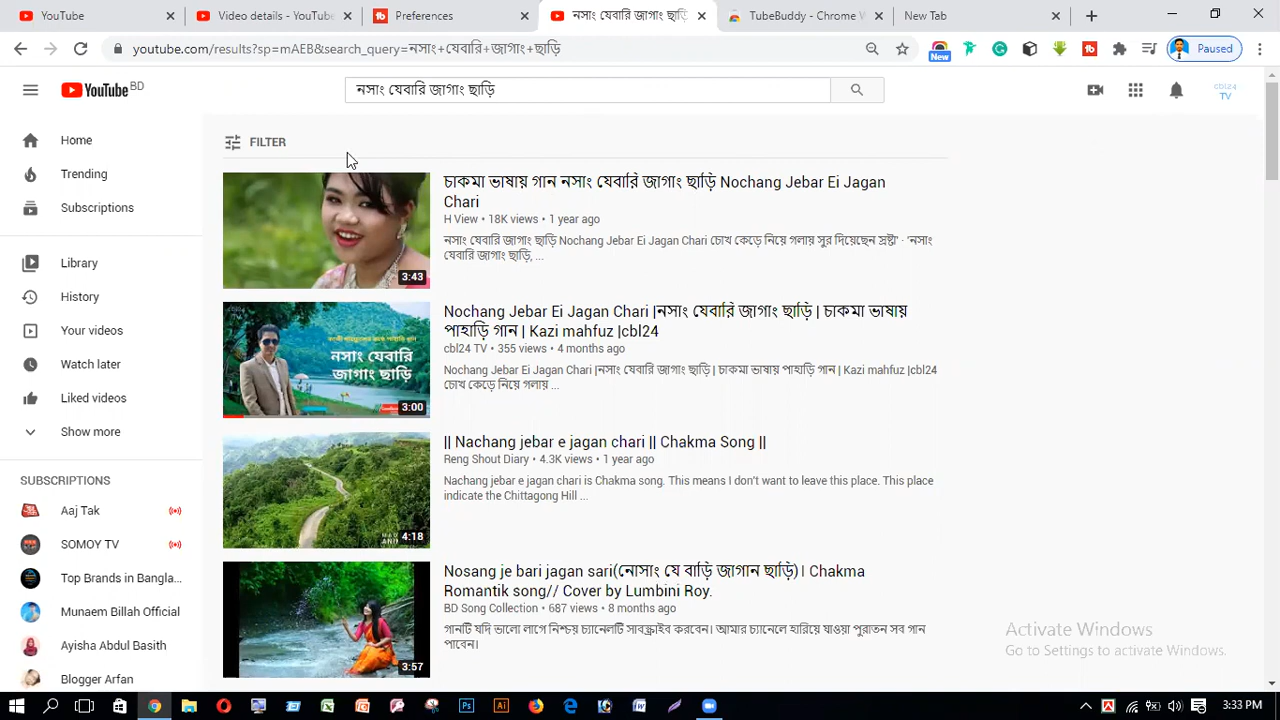 YouTube
Video details - YouTube
Preferences
নসাং যেবারি জাগাং ছাড়ি
TubeBuddy - Chrome W
New Tab
youtube.com/results?sp=mAEB&search_query=নসাং+যেবারি+জাগাং+ছাড়ি
New
Paused
YouTube BD
নসাং যেবারি জাগাং ছাড়ি
cbl24 TV
Home
Trending
Subscriptions
Library
History
Your videos
Watch later
Liked videos
Show more
SUBSCRIPTIONS
Aaj Tak
SOMOY TV
Top Brands in Bangla...
Munaem Billah Official
Ayisha Abdul Basith
Blogger Arfan
FILTER
চাকমা ভাষায় গান নসাং যেবারি জাগাং ছাড়ি Nochang Jebar Ei Jagan
Chari
H View • 18K views • 1 year ago
নসাং যেবারি জাগাং ছাড়ি Nochang Jebar Ei Jagan Chari চোখ কেড়ে নিয়ে গলায় সুর দিয়েছেন স্রষ্টা" · 'নসাং
যেবারি জাগাং ছাড়ি, ...
3:43
Nochang Jebar Ei Jagan Chari |নসাং যেবারি জাগাং ছাড়ি | চাকমা ভাষায়
পাহাড়ি গান | Kazi mahfuz |cbl24
cbl24 TV • 355 views • 4 months ago
Nochang Jebar Ei Jagan Chari |নসাং যেবারি জাগাং ছাড়ি | চাকমা ভাষায় পাহাড়ি গান | Kazi mahfuz |cbl24
চোখ কেড়ে নিয়ে গলায় ...
নসাং যেবারি
জাগাং ছাড়ি
3:00
|| Nachang jebar e jagan chari || Chakma Song ||
Reng Shout Diary • 4.3K views • 1 year ago
Nachang jebar e jagan chari is Chakma song. This means I don't want to leave this place. This place
indicate the Chittagong Hill ...
4:18
Nosang je bari jagan sari(নোসাং যে বাড়ি জাগান ছাড়ি) | Chakma
Romantik song// Cover by Lumbini Roy.
BD Song Collection • 687 views • 8 months ago
গানটি যদি ভালো লাগে নিশ্চয় চ্যানেলটি সাবস্ক্রাইব করবেন। আমার চ্যানেলে হারিয়ে যাওয়া পুরাতন সব গান
পাবেন।
3:57
Activate Windows
Go to Settings to activate Windows.
3:33 PM